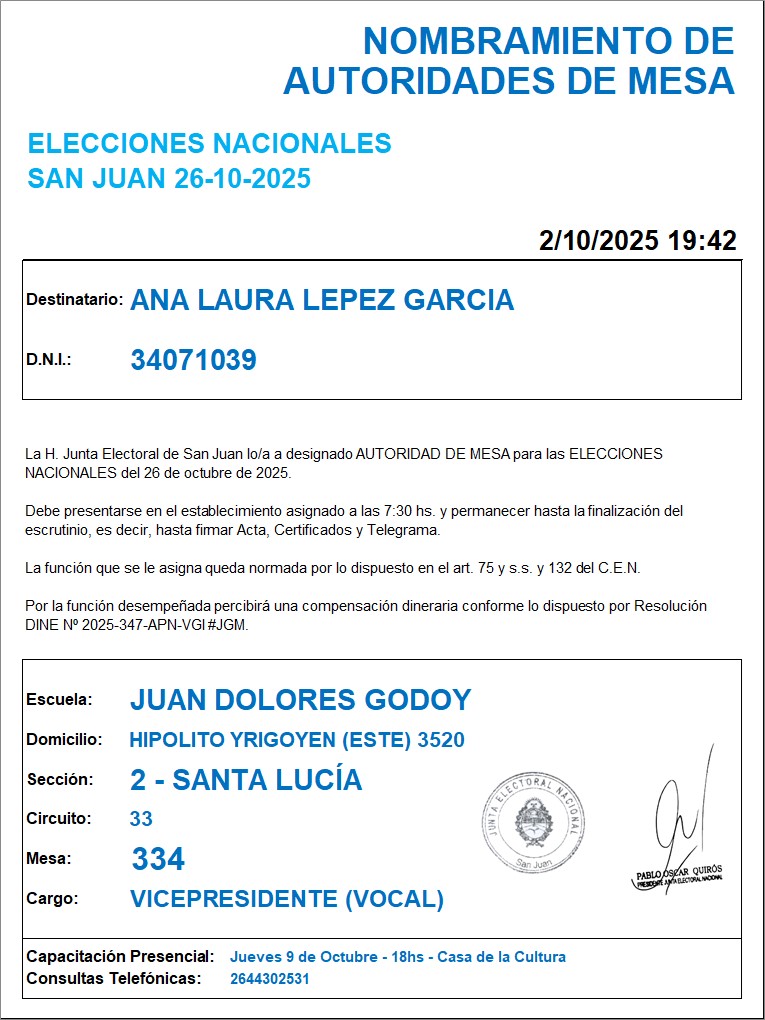 NOMBRAMIENTO DE
AUTORIDADES DE MESA
ELECCIONES NACIONALES
SAN JUAN 26-10-2025
2/10/2025 19:42
Destinatario: ANA LAURA LEPEZ GARCIA
D.N.I.: 34071039
La H. Junta Electoral de San Juan lo/a a designado AUTORIDAD DE MESA para las ELECCIONES
NACIONALES del 26 de octubre de 2025.
Debe presentarse en el establecimiento asignado a las 7:30 hs. y permanecer hasta la finalización del
escrutinio, es decir, hasta firmar Acta, Certificados y Telegrama.
La función que se le asigna queda normada por lo dispuesto en el art. 75 y s.s. y 132 del C.E.N.
Por la función desempeñada percibirá una compensación dineraria conforme lo dispuesto por Resolución
DINE Nº 2025-347-APN-VGI#JGM.
Escuela: JUAN DOLORES GODOY
Domicilio: HIPOLITO YRIGOYEN (ESTE) 3520
Sección: 2 - SANTA LUCÍA
Circuito: 33
Mesa: 334
Cargo: VICEPRESIDENTE (VOCAL)
JUNTA ELECTORAL NACIONAL
San Juan
PABLO OSCAR QUIRÓS
PRESIDENTE JUNTA ELECTORAL NACIONAL
Capacitación Presencial: Jueves 9 de Octubre - 18hs - Casa de la Cultura
Consultas Telefónicas: 2644302531